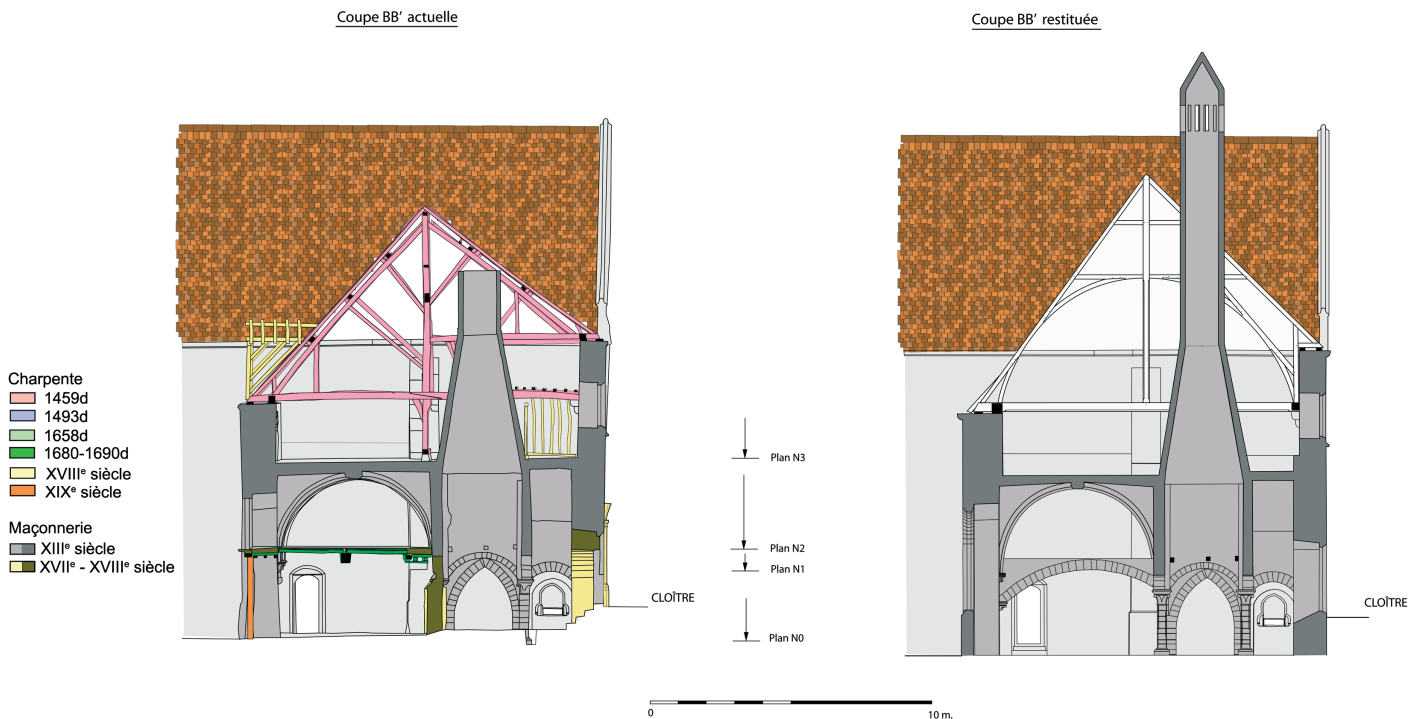 Coupe BB’ actuelle
Coupe BB’ restituée
Charpente
1459d
1493d
1658d
1680-1690d
XVIIIᵉ siècle
XIXᵉ siècle
Maçonnerie
XIIIᵉ siècle
XVIIᵉ - XVIIIᵉ siècle
Plan N3
Plan N2
Plan N1
Plan N0
CLOÎTRE
CLOÎTRE
0
10 m.